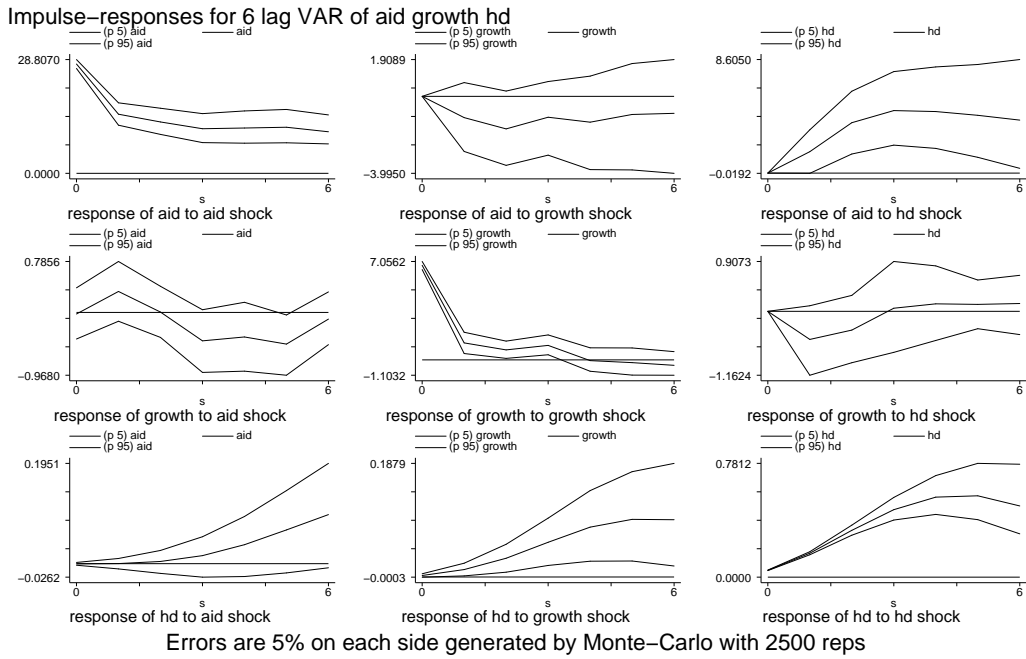 Impulse−responses for 6 lag VAR of aid growth hd
(p 5) aid aid
(p 95) aid
28.8070
0.0000
0 6
s
response of aid to aid shock
(p 5) growth growth
(p 95) growth
1.9089
−3.9950
0 6
s
response of aid to growth shock
(p 5) hd hd
(p 95) hd
8.6050
−0.0192
0 6
s
response of aid to hd shock
(p 5) aid aid
(p 95) aid
0.7856
−0.9680
0 6
s
response of growth to aid shock
(p 5) growth growth
(p 95) growth
7.0562
−1.1032
0 6
s
response of growth to growth shock
(p 5) hd hd
(p 95) hd
0.9073
−1.1624
0 6
s
response of growth to hd shock
(p 5) aid aid
(p 95) aid
0.1951
−0.0262
0 6
s
response of hd to aid shock
(p 5) growth growth
(p 95) growth
0.1879
−0.0003
0 6
s
response of hd to growth shock
(p 5) hd hd
(p 95) hd
0.7812
0.0000
0 6
s
response of hd to hd shock
Errors are 5% on each side generated by Monte−Carlo with 2500 reps